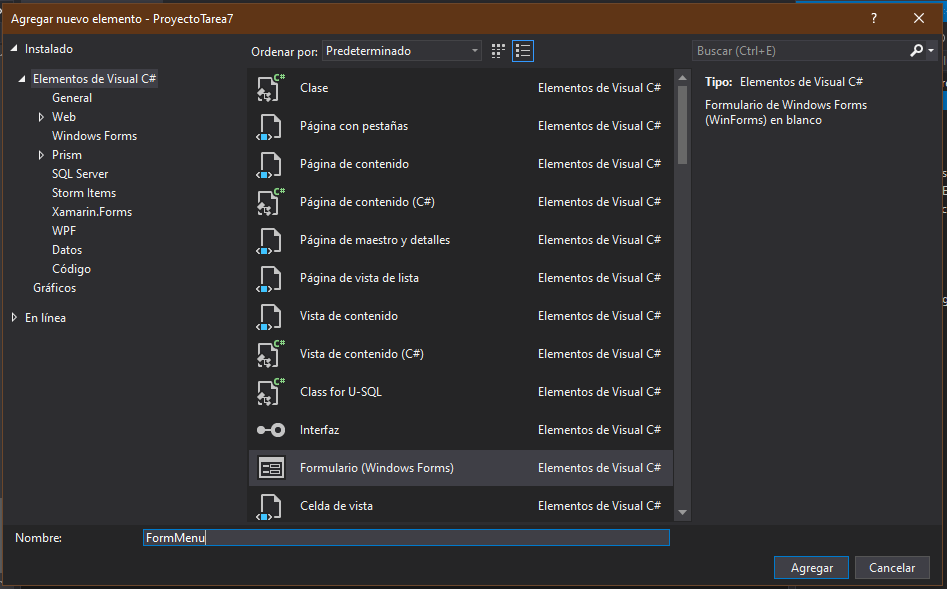 Agregar nuevo elemento - ProyectoTarea7
?
Instalado
Ordenar por: Predeterminado
Buscar (Ctrl+E)
Elementos de Visual C#
General
Web
Windows Forms
Prism
SQL Server
Storm Items
Xamarin.Forms
WPF
Datos
Código
Gráficos
En línea
Clase Elementos de Visual C#
Página con pestañas Elementos de Visual C#
Página de contenido Elementos de Visual C#
Página de contenido (C#) Elementos de Visual C#
Página de maestro y detalles Elementos de Visual C#
Página de vista de lista Elementos de Visual C#
Vista de contenido Elementos de Visual C#
Vista de contenido (C#) Elementos de Visual C#
Class for U-SQL Elementos de Visual C#
Interfaz Elementos de Visual C#
Formulario (Windows Forms) Elementos de Visual C#
Celda de vista Elementos de Visual C#
Tipo: Elementos de Visual C#
Formulario de Windows Forms
(WinForms) en blanco
Nombre: FormMenu
Agregar Cancelar